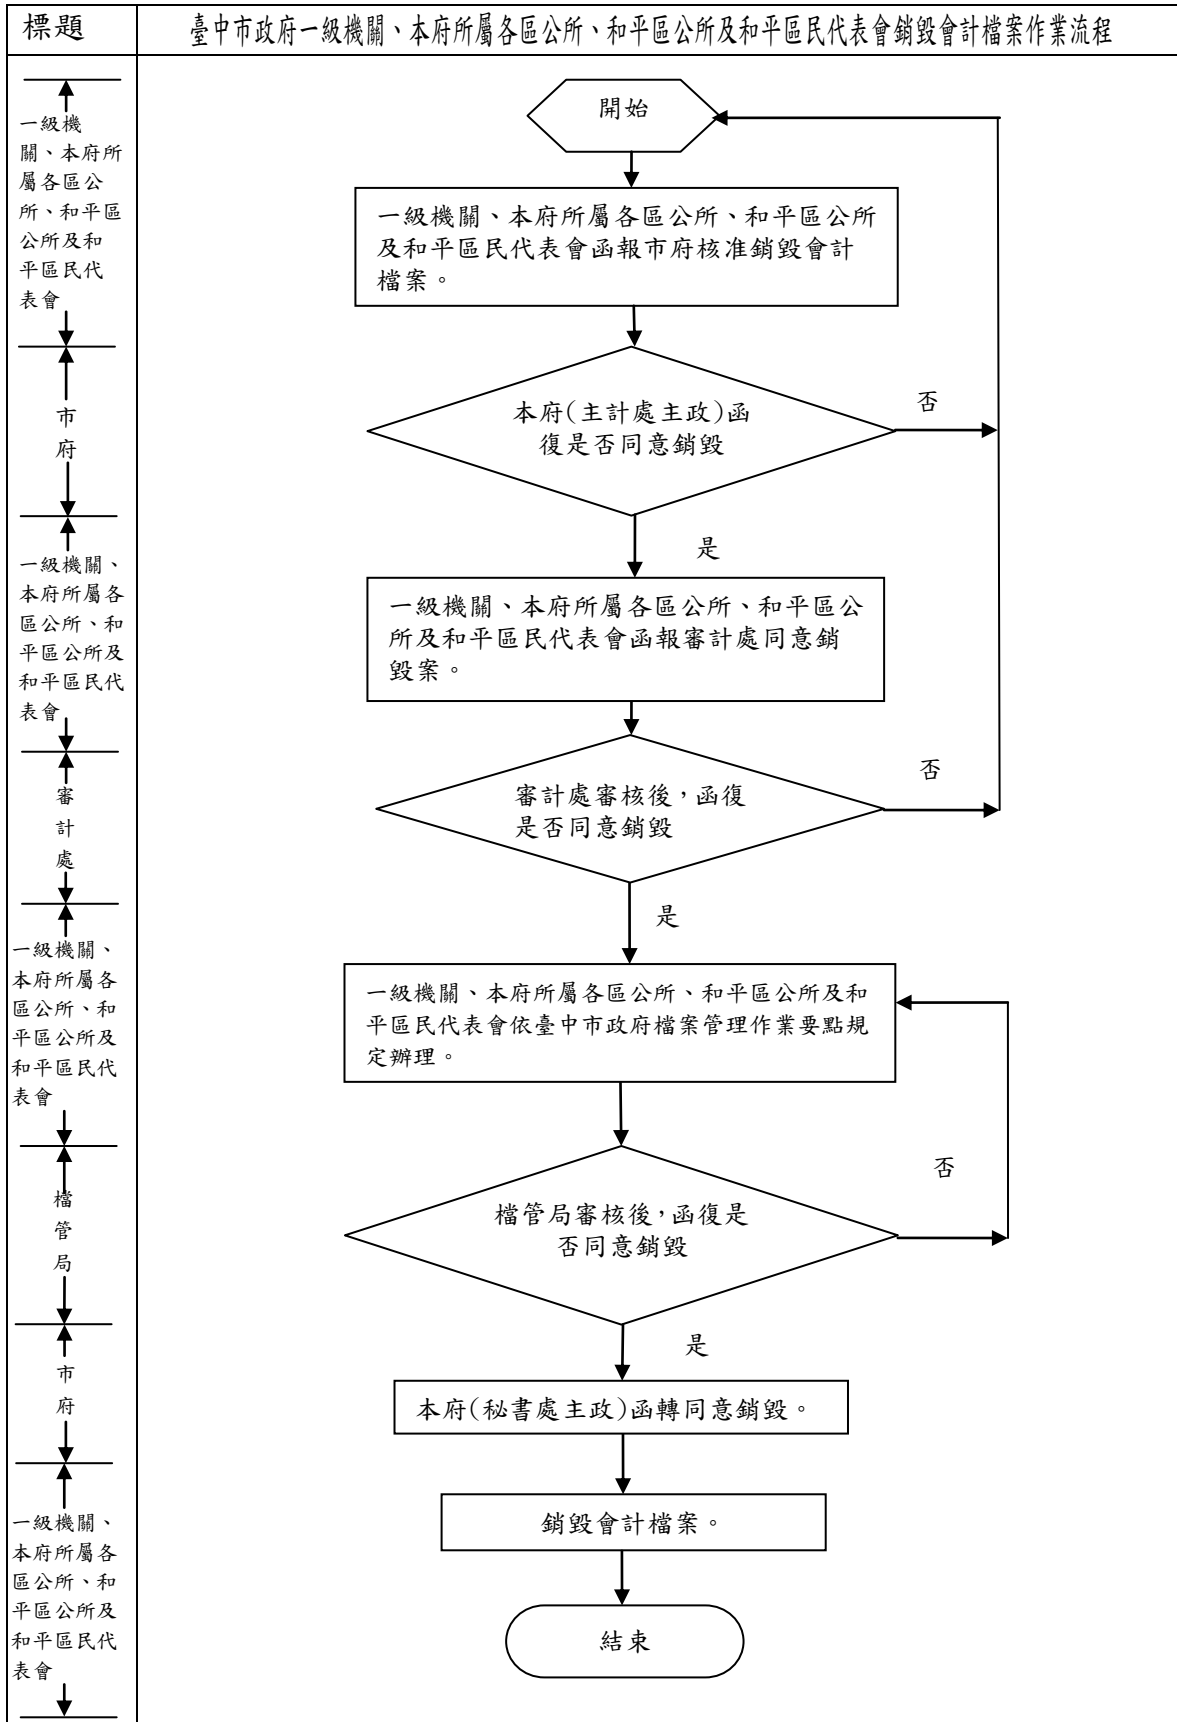 標題
臺中市政府一級機關、本府所屬各區公所、和平區公所及和平區民代表會銷毀會計檔案作業流程
一級機
關、本府所
屬各區公
所、和平區
公所及和
平區民代
表會
開始
一級機關、本府所屬各區公所、和平區公所
及和平區民代表會函報市府核准銷毀會計
檔案。
市
府
本府(主計處主政)函
復是否同意銷毀
否
是
一級機關、
本府所屬各
區公所、和
平區公所及
和平區民代
表會
一級機關、本府所屬各區公所、和平區公
所及和平區民代表會函報審計處同意銷
毀案。
審
計
處
審計處審核後，函復
是否同意銷毀
否
是
一級機關、
本府所屬各
區公所、和
平區公所及
和平區民代
表會
一級機關、本府所屬各區公所、和平區公所及和
平區民代表會依臺中市政府檔案管理作業要點規
定辦理。
檔
管
局
檔管局審核後，函復是
否同意銷毀
否
是
市
府
本府(秘書處主政)函轉同意銷毀。
一級機關、
本府所屬各
區公所、和
平區公所及
和平區民代
表會
銷毀會計檔案。
結束